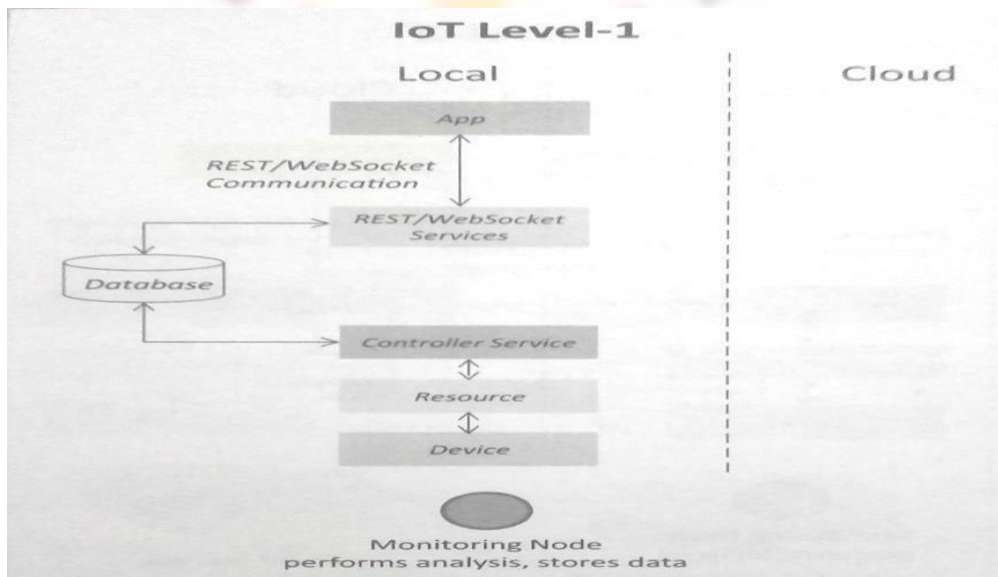 IoT Level-1
Local
Cloud
App
REST/WebSocket
Communication
REST/WebSocket
Services
Database
Controller Service
Resource
Device
Monitoring Node
performs analysis, stores data